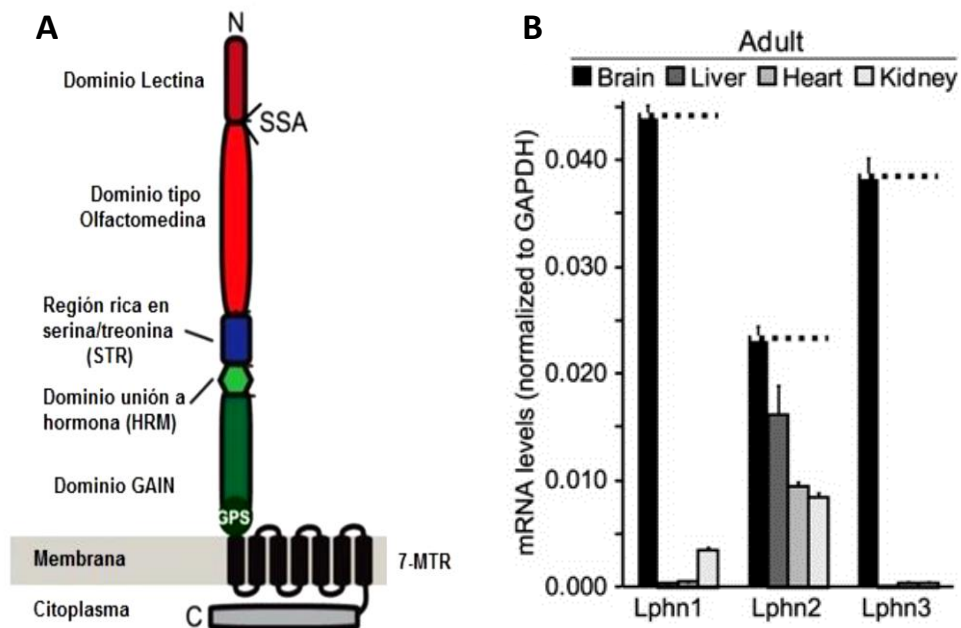 A
N
Dominio Lectina
SSA
Dominio tipo
Olfactomedina
Región rica en
serina/treonina
(STR)
Dominio unión a
hormona (HRM)
Dominio GAIN
GPS
Membrana
7-MTR
Citoplasma
C
B
Adult
Brain Liver Heart Kidney
mRNA levels (normalized to GAPDH)
0.040
0.030
0.020
0.010
0.000
Lphn1 Lphn2 Lphn3